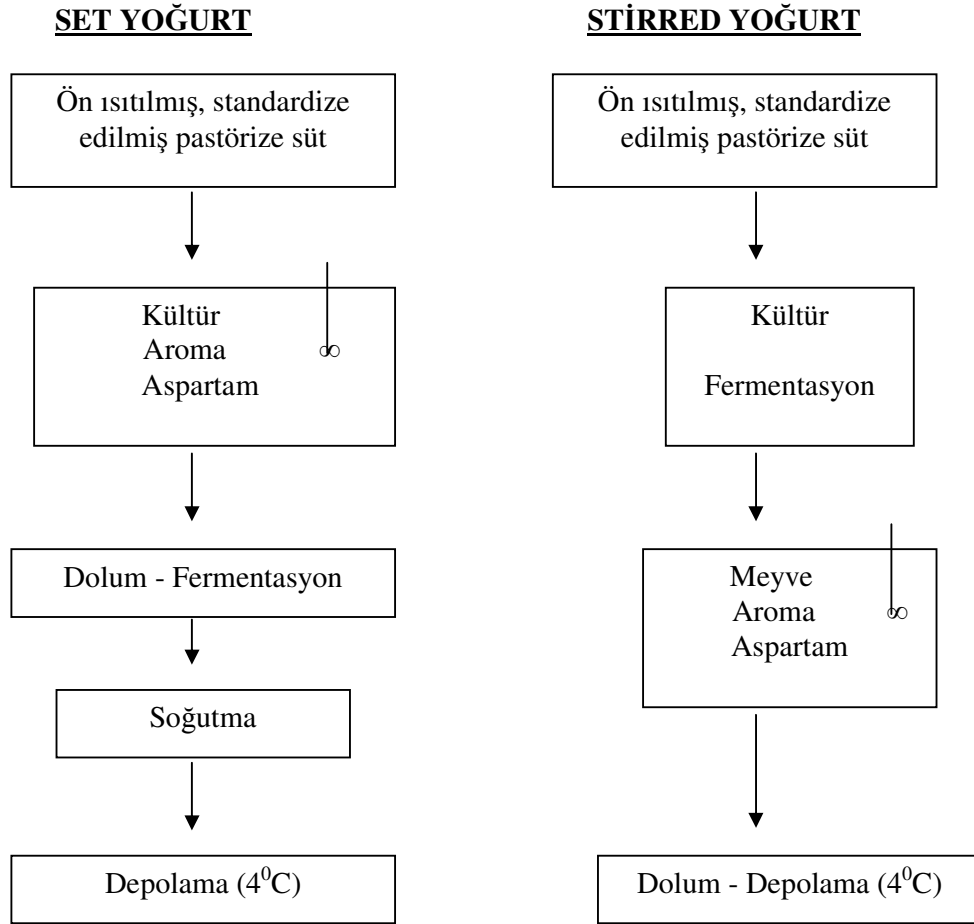 SET YOĞURT
Ön ısıtılmış, standardize
edilmiş pastörize süt
Kültür
Aroma ∞
Aspartam
Dolum - Fermentasyon
Soğutma
Depolama (4⁰C)
STİRRED YOĞURT
Ön ısıtılmış, standardize
edilmiş pastörize süt
Kültür
Fermentasyon
Meyve
Aroma ∞
Aspartam
Dolum - Depolama (4⁰C)